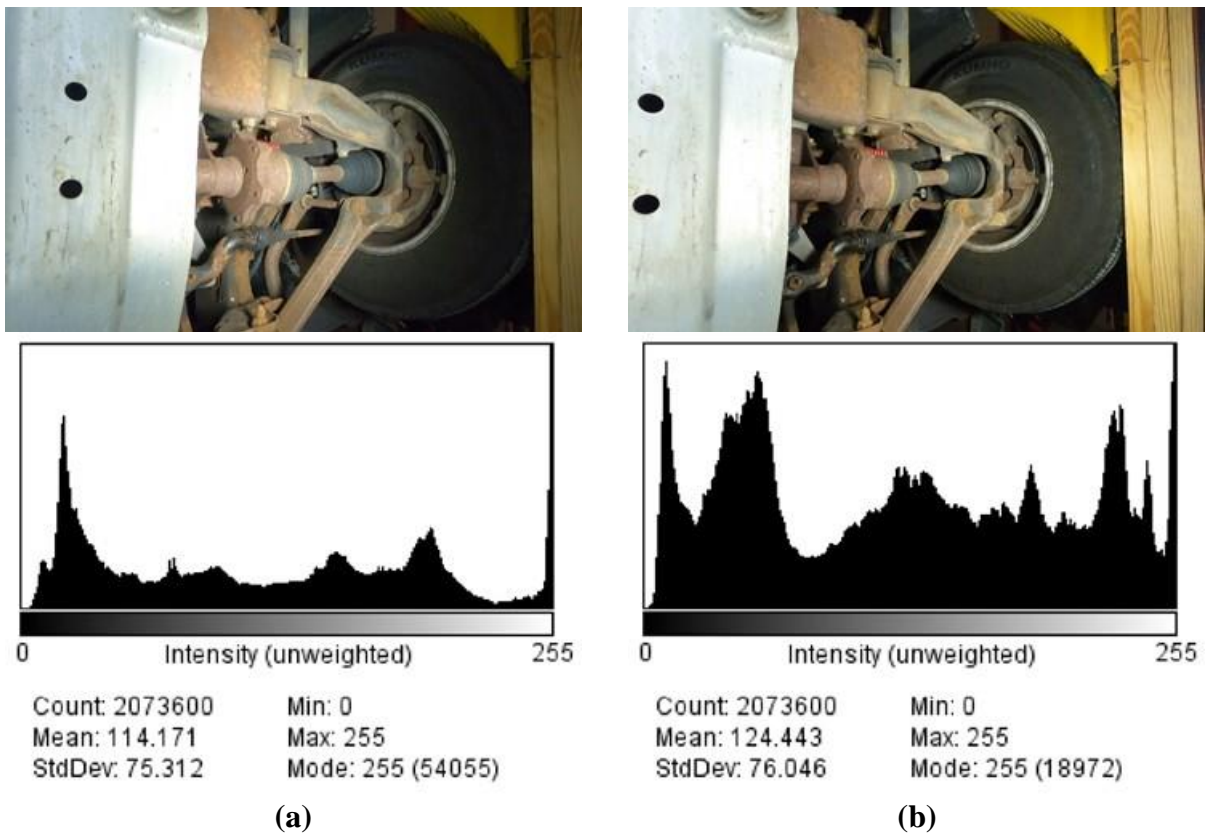 KUMHO
KUMHO
0 Intensity (unweighted) 255
Count: 2073600 Min: 0
Mean: 114.171 Max: 255
StdDev: 75.312 Mode: 255 (54055)
0 Intensity (unweighted) 255
Count: 2073600 Min: 0
Mean: 124.443 Max: 255
StdDev: 76.046 Mode: 255 (18972)
(a)
(b)